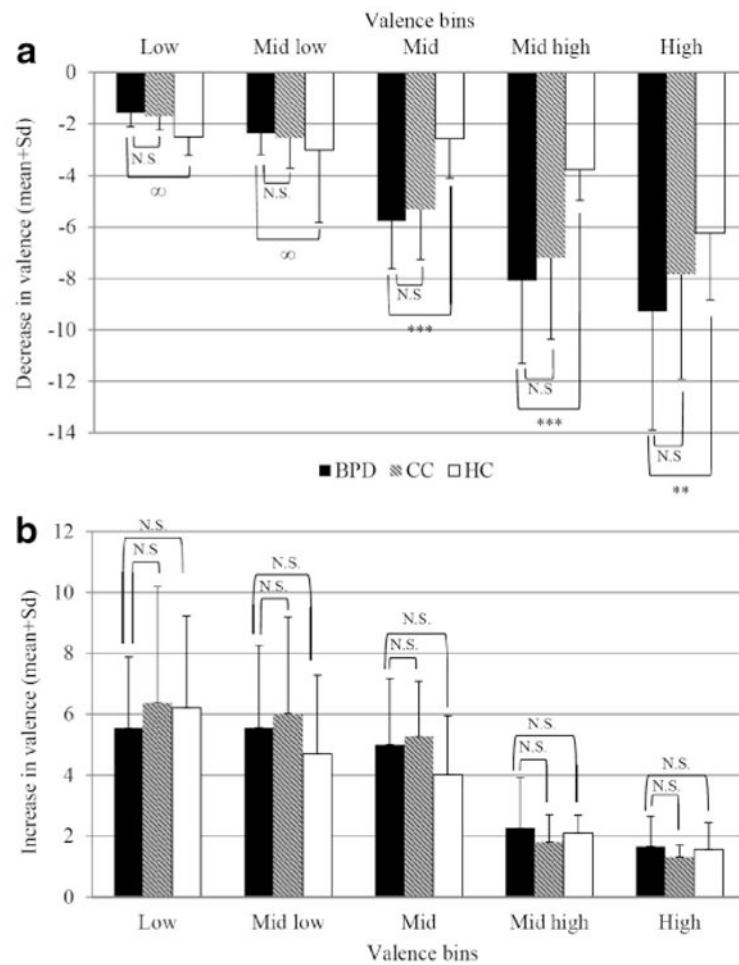 Valence bins
a
Low Mid low Mid Mid high High
0
-2
-4
-6
-8
-10
-12
-14
Decrease in valence (mean+Sd)
N.S.
∞
N.S.
∞
N.S
***
N.S
***
N.S
**
BPD CC HC
b
12
10
8
6
4
2
0
Increase in valence (mean+Sd)
N.S.
N.S
N.S.
N.S.
N.S.
N.S.
N.S.
N.S.
N.S.
N.S.
Low Mid low Mid Mid high High
Valence bins